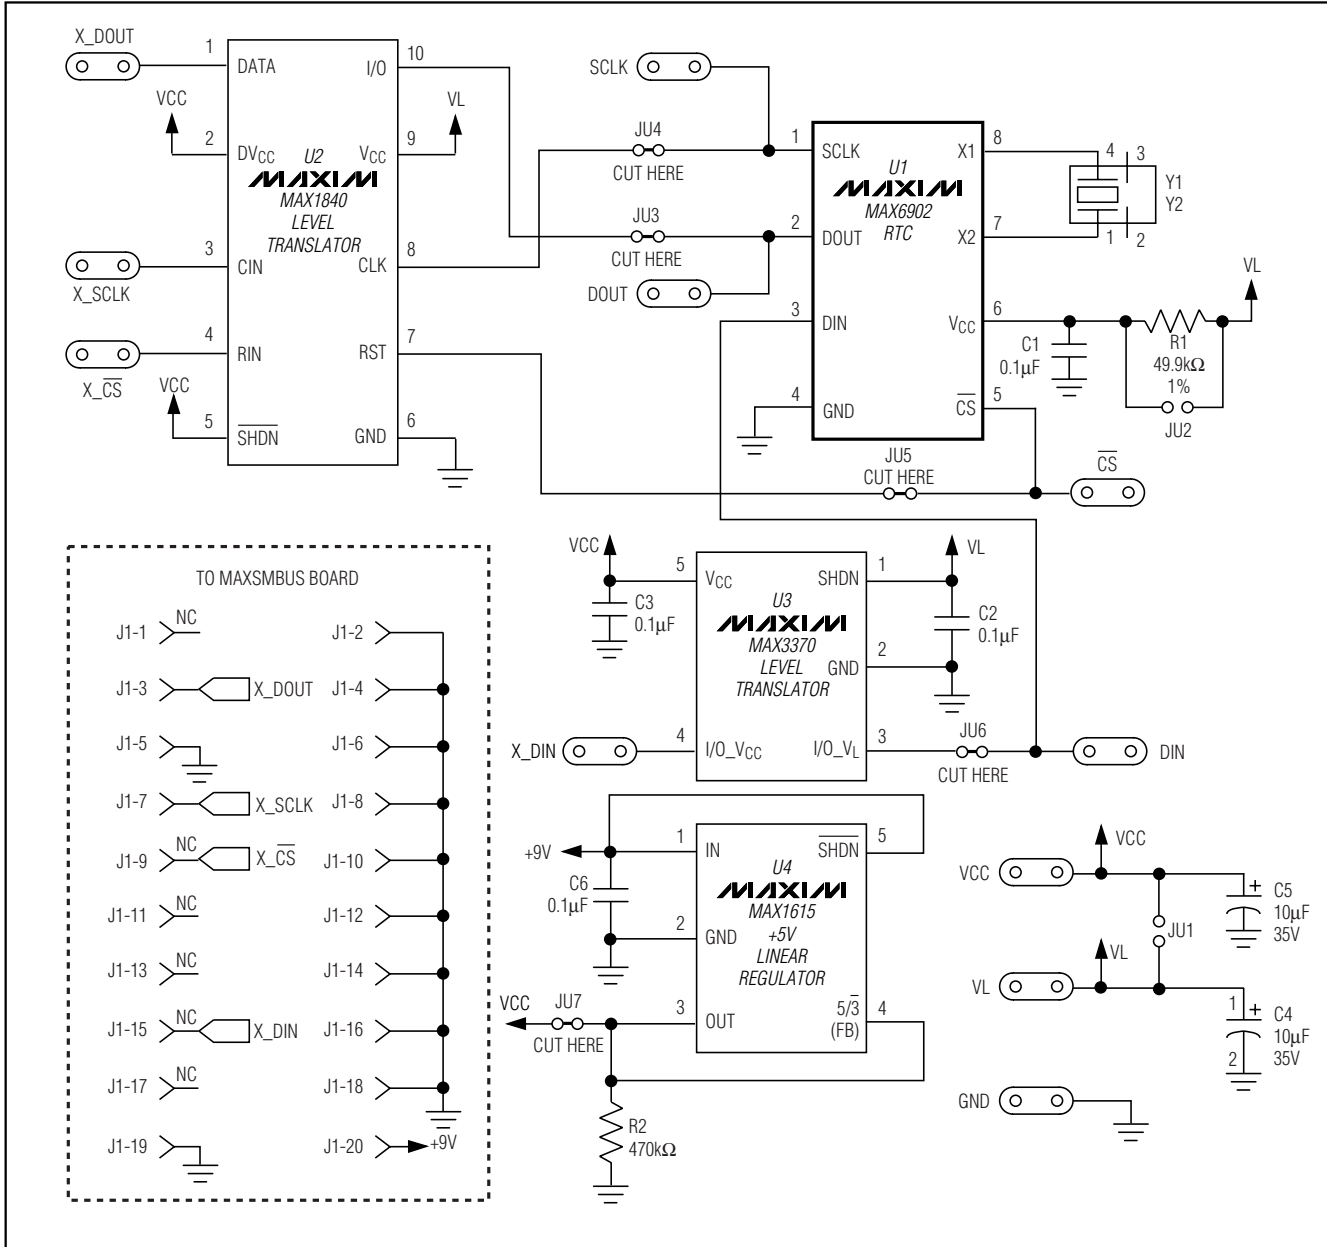 X_DOUT
1
DATA
I/O
10
VCC
2
DVCC
VCC
9
VL
U2
MAXIM
MAX1840
LEVEL
TRANSLATOR
X_SCLK
3
CIN
CLK
8
X_CS
4
RIN
RST
7
VCC
5
SHDN
GND
6
SCLK
JU4
CUT HERE
JU3
CUT HERE
DOUT
1
SCLK
X1
8
U1
MAXIM
MAX6902
RTC
2
DOUT
X2
7
3
DIN
VCC
6
4
GND
CS
5
4
3
Y1
Y2
1
2
VL
C1
0.1μF
R1
49.9kΩ
1%
JU2
JU5
CUT HERE
CS
TO MAXSMBUS BOARD
J1-1
NC
J1-2
J1-3
X_DOUT
J1-4
J1-5
J1-6
J1-7
X_SCLK
J1-8
J1-9
NC
X_CS
J1-10
J1-11
NC
J1-12
J1-13
NC
J1-14
J1-15
NC
X_DIN
J1-16
J1-17
NC
J1-18
J1-19
J1-20
+9V
VCC
C3
0.1μF
5
VCC
SHDN
1
VL
U3
MAXIM
MAX3370
LEVEL
TRANSLATOR
C2
0.1μF
GND
2
X_DIN
4
I/O_VCC
I/O_VL
3
JU6
CUT HERE
DIN
+9V
C6
0.1μF
1
IN
SHDN
5
U4
MAXIM
MAX1615
+5V
LINEAR
REGULATOR
2
GND
VCC
JU7
CUT HERE
3
OUT
5/3
(FB)
4
R2
470kΩ
VCC
VCC
JU1
+
C5
10μF
35V
VL
VL
1
+
C4
10μF
35V
2
GND